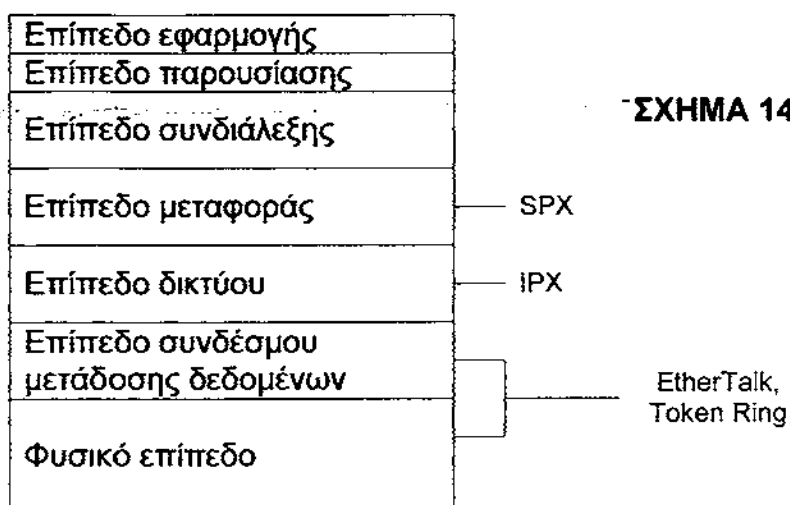 Επίπεδο εφαρμογής
Επίπεδο παρουσίασης
ΣΧΗΜΑ 14
Επίπεδο συνδιάλεξης
Επίπεδο μεταφοράς
SPX
Επίπεδο δικτύου
IPX
Επίπεδο συνδέσμου
μετάδοσης δεδομένων
EtherTalk,
Token Ring
Φυσικό επίπεδο